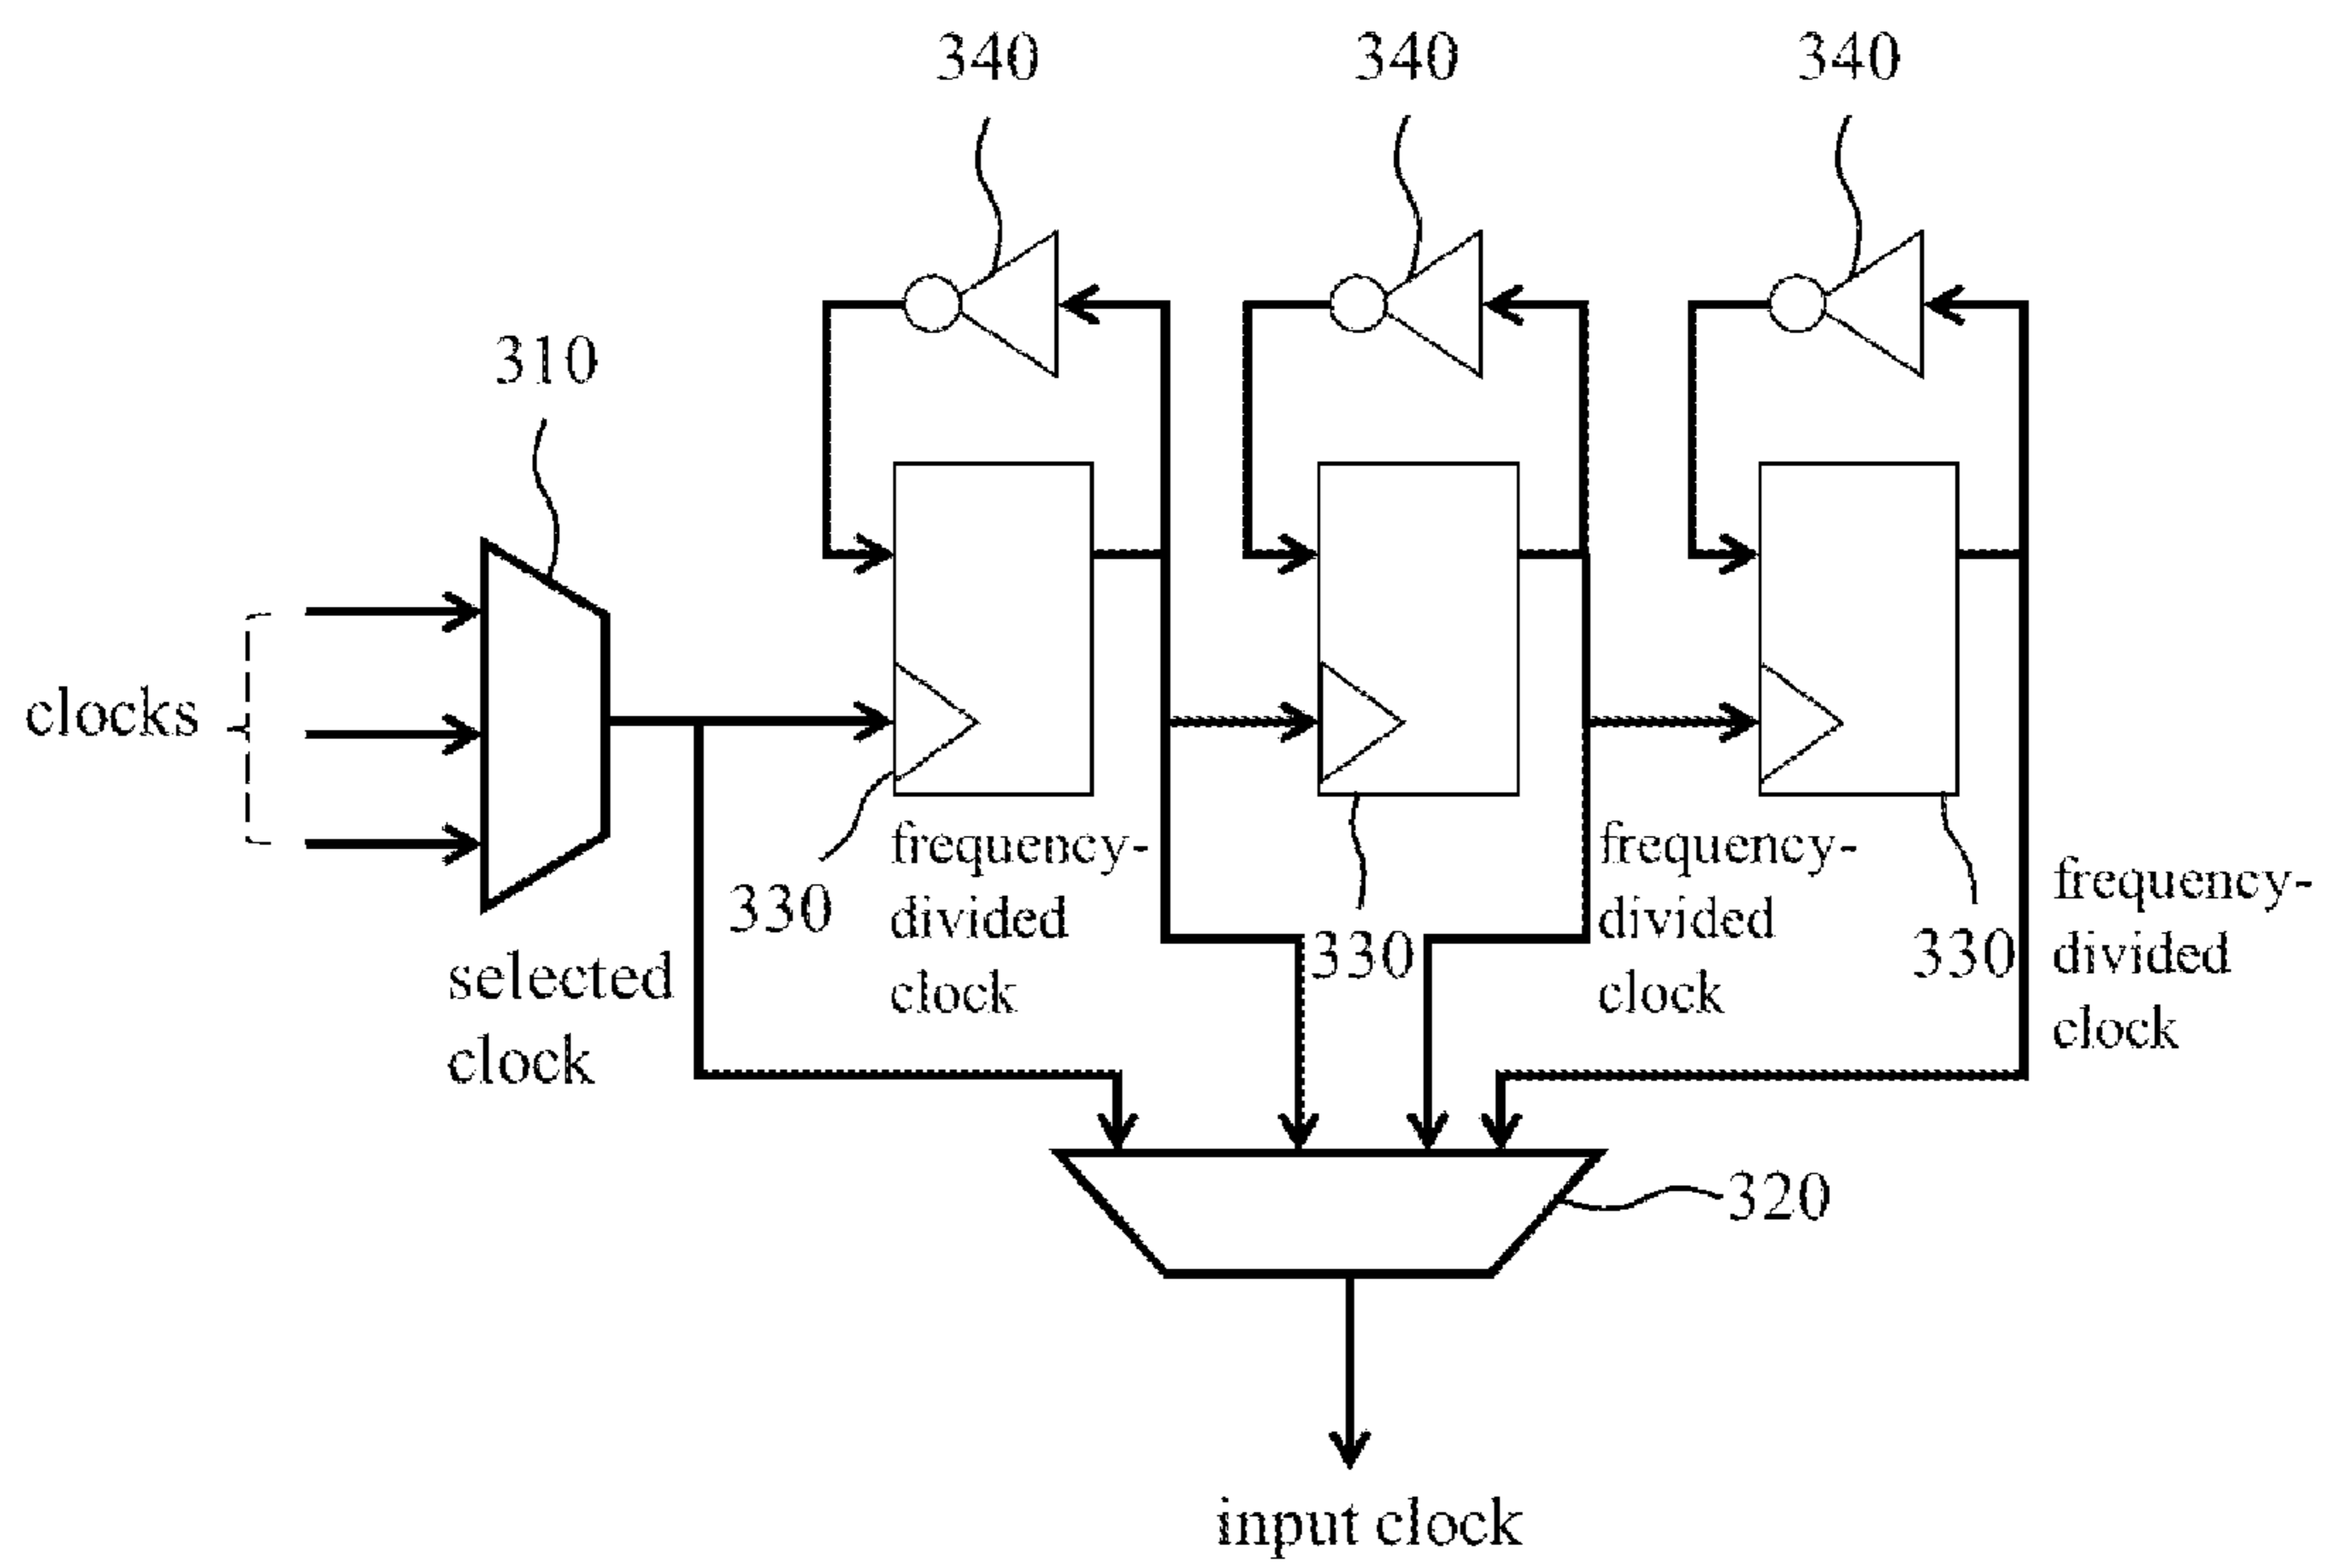 340
340
340
310
clocks
330
frequency-
divided
clock
330
frequency-
divided
clock
330
frequency-
divided
clock
selected
clock
320
input clock